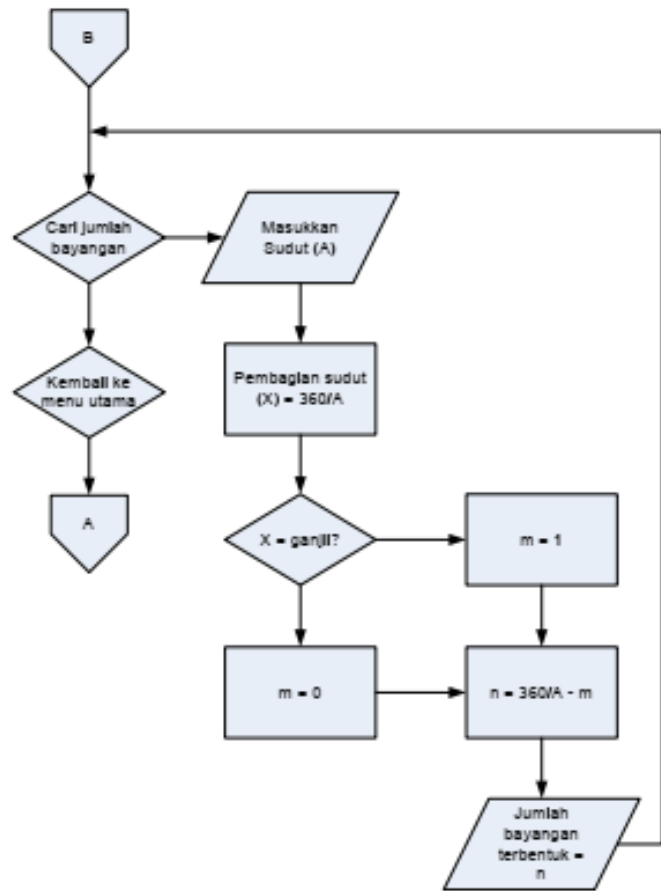 B
Cari jumlah
bayangan
Masukkan
Sudut (A)
Kembali ke
menu utama
Pembagian sudut
(X) = 360/A
A
X = ganjil?
m = 1
m = 0
n = 360/A - m
Jumlah
bayangan
terbentuk =
n